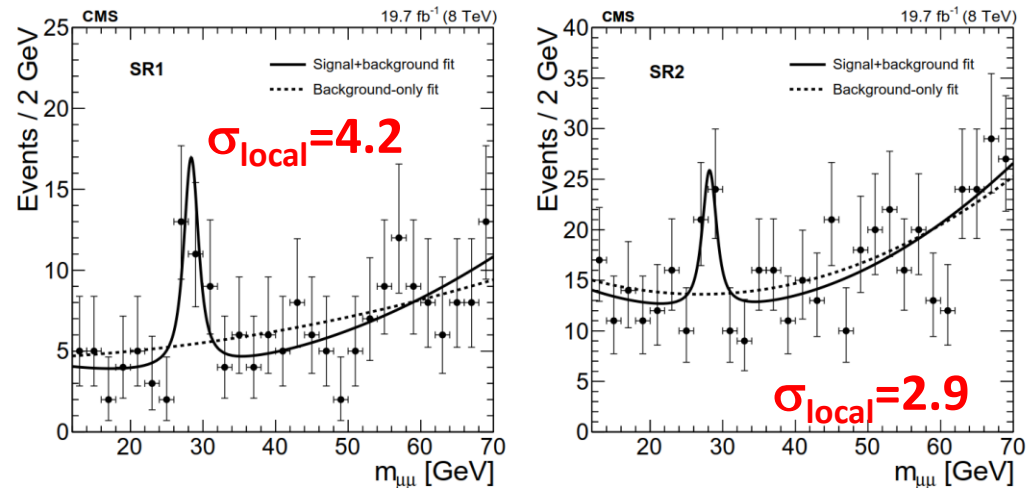 CMS 19.7 fb⁻¹ (8 TeV)
Events / 2 GeV
25
20
15
10
5
0
SR1
Signal+background fit
Background-only fit
σlocal=4.2
20 30 40 50 60 70
mμμ [GeV]
CMS 19.7 fb⁻¹ (8 TeV)
Events / 2 GeV
40
35
30
25
20
15
10
5
0
SR2
Signal+background fit
Background-only fit
σlocal=2.9
20 30 40 50 60 70
mμμ [GeV]